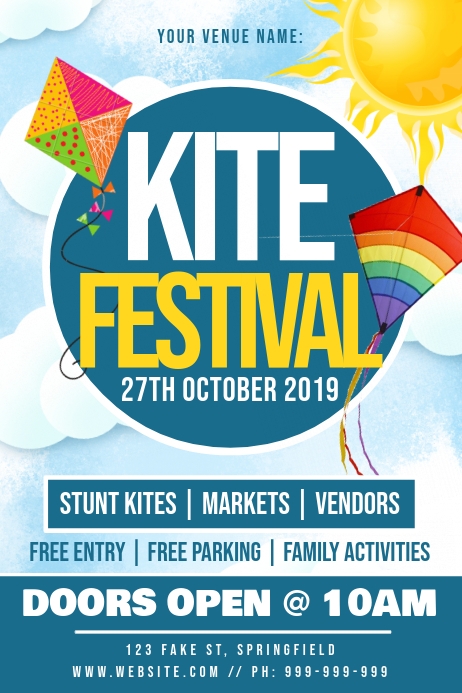 YOUR VENUE NAME:
KITE
FESTIVAL
27TH OCTOBER 2019
STUNT KITES | MARKETS | VENDORS
FREE ENTRY | FREE PARKING | FAMILY ACTIVITIES
DOORS OPEN @ 10AM
123 FAKE ST, SPRINGFIELD
WWW.WEBSITE.COM // PH: 999-999-999